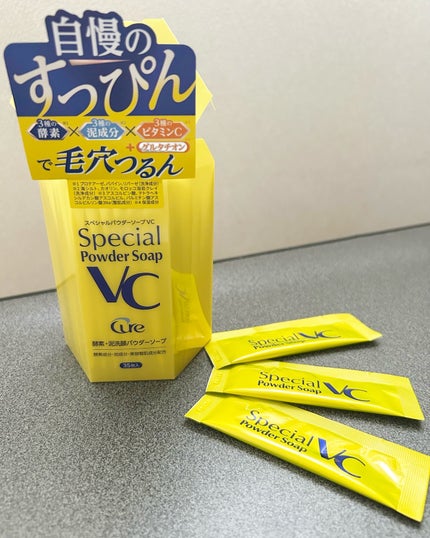 自慢の
すっぴん
3種の 酵素 × 3種の 泥成分 × 3種の ビタミンC
+ グルタチオン
で毛穴つるん
スペシャルパウダーソープ VC
Special
Powder Soap
VC
Cure
酵素・泥洗顔パウダーソープ
35包入
Special
Powder Soap VC
Special
Powder Soap VC
Special
Powder Soap VC